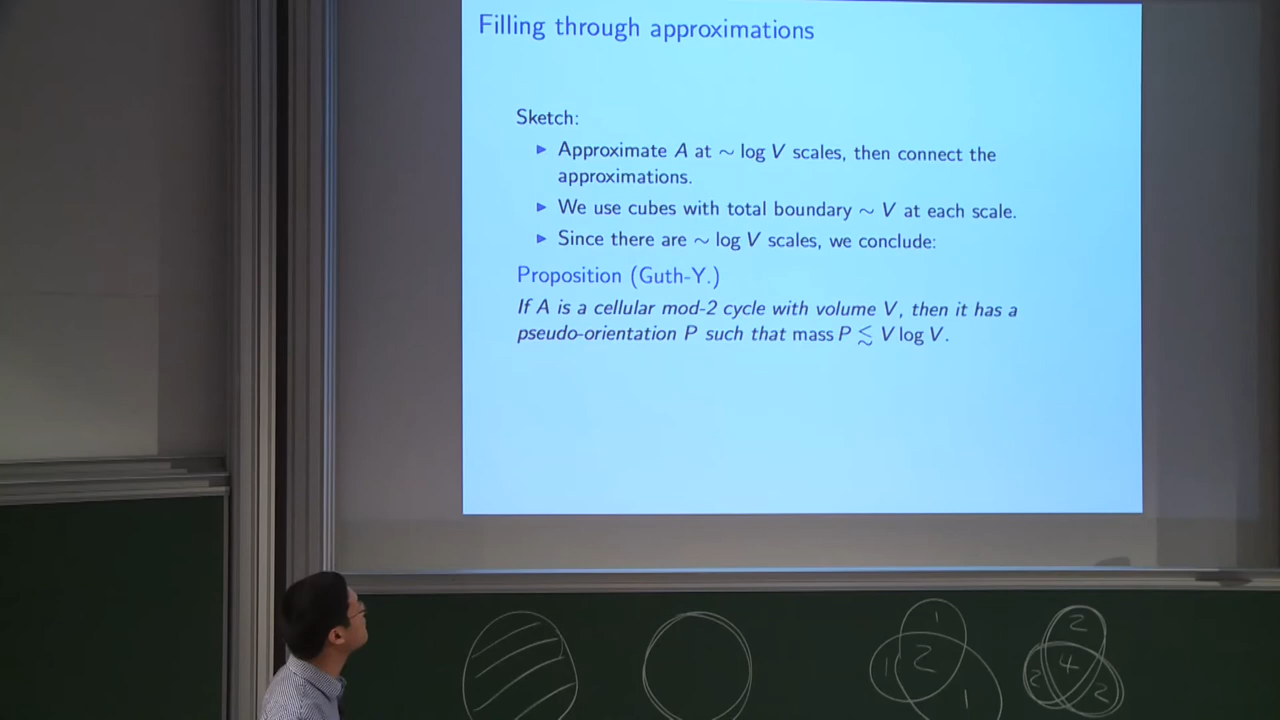 Filling through approximations
Sketch:
▶ Approximate A at ∼ log V scales, then connect the
approximations.
▶ We use cubes with total boundary ∼ V at each scale.
▶ Since there are ∼ log V scales, we conclude:
Proposition (Guth-Y.)
If A is a cellular mod-2 cycle with volume V, then it has a
pseudo-orientation P such that mass P ≲ V log V.
1
1 2
1
2
4
2 2